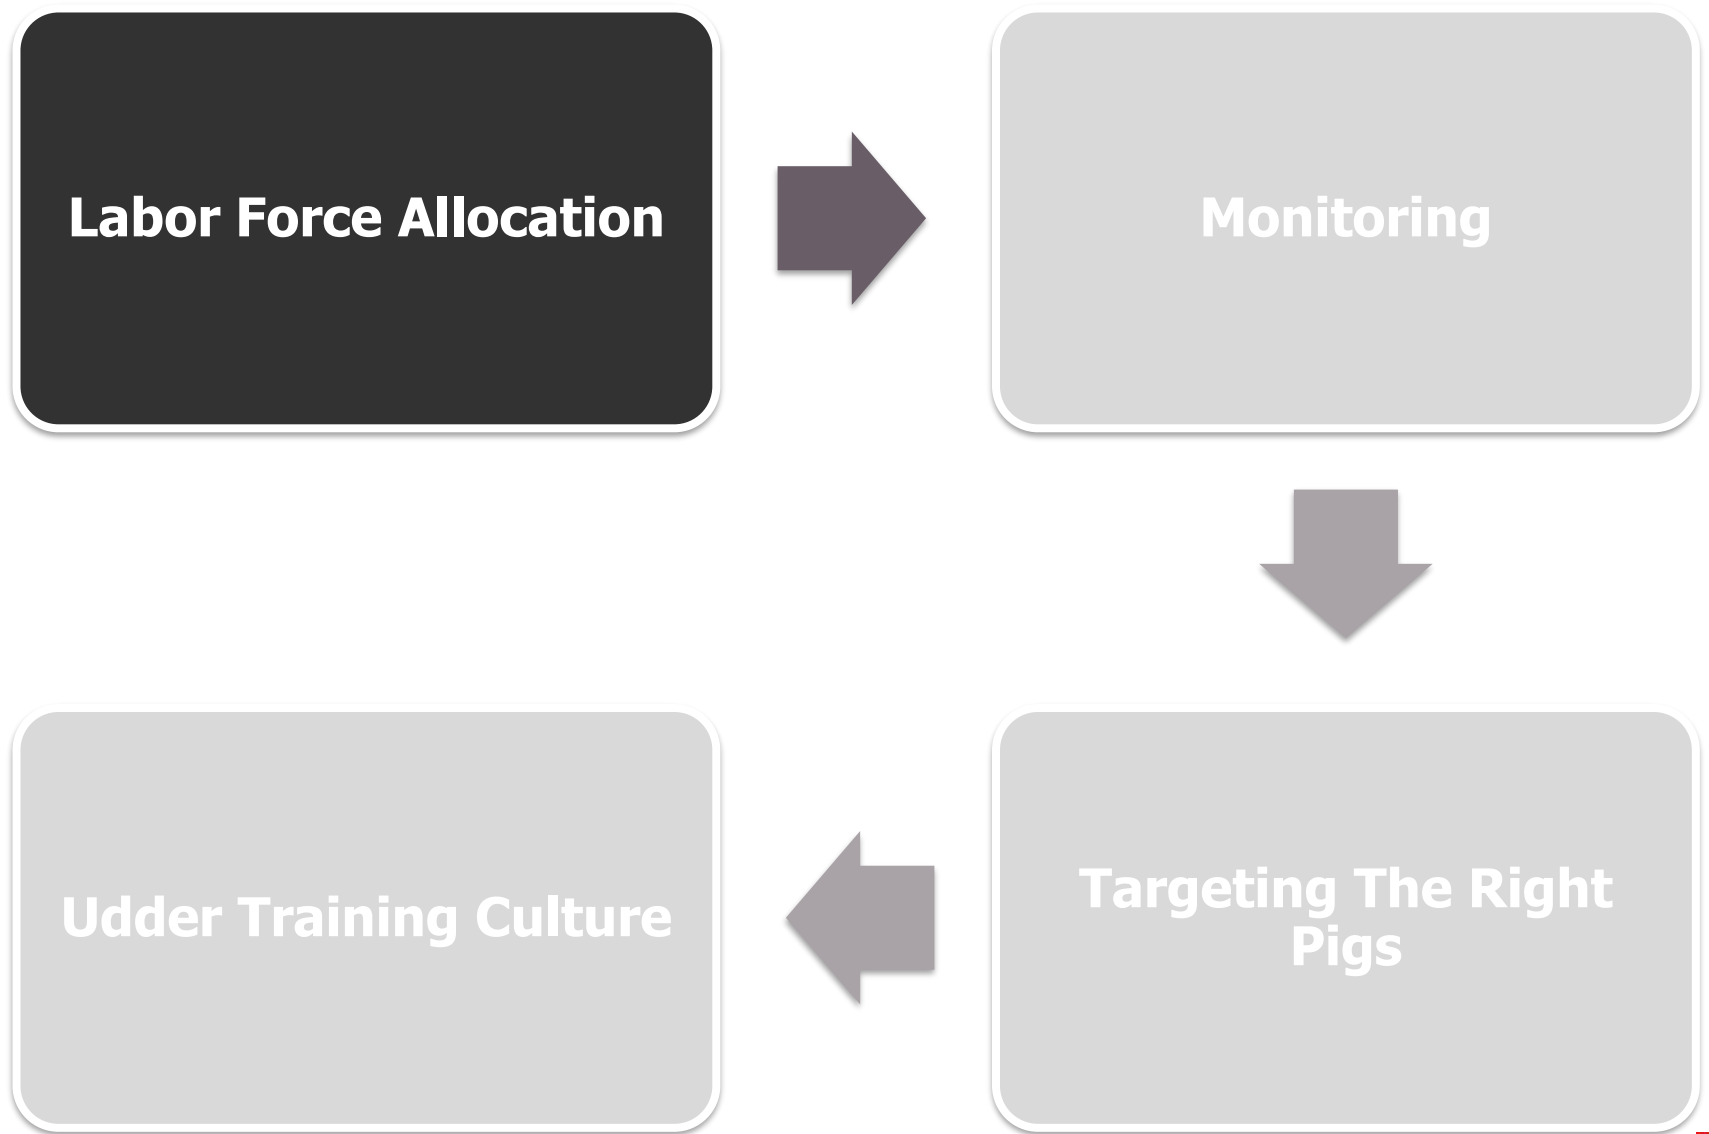 Labor Force Allocation
Monitoring
Targeting The Right
Pigs
Udder Training Culture